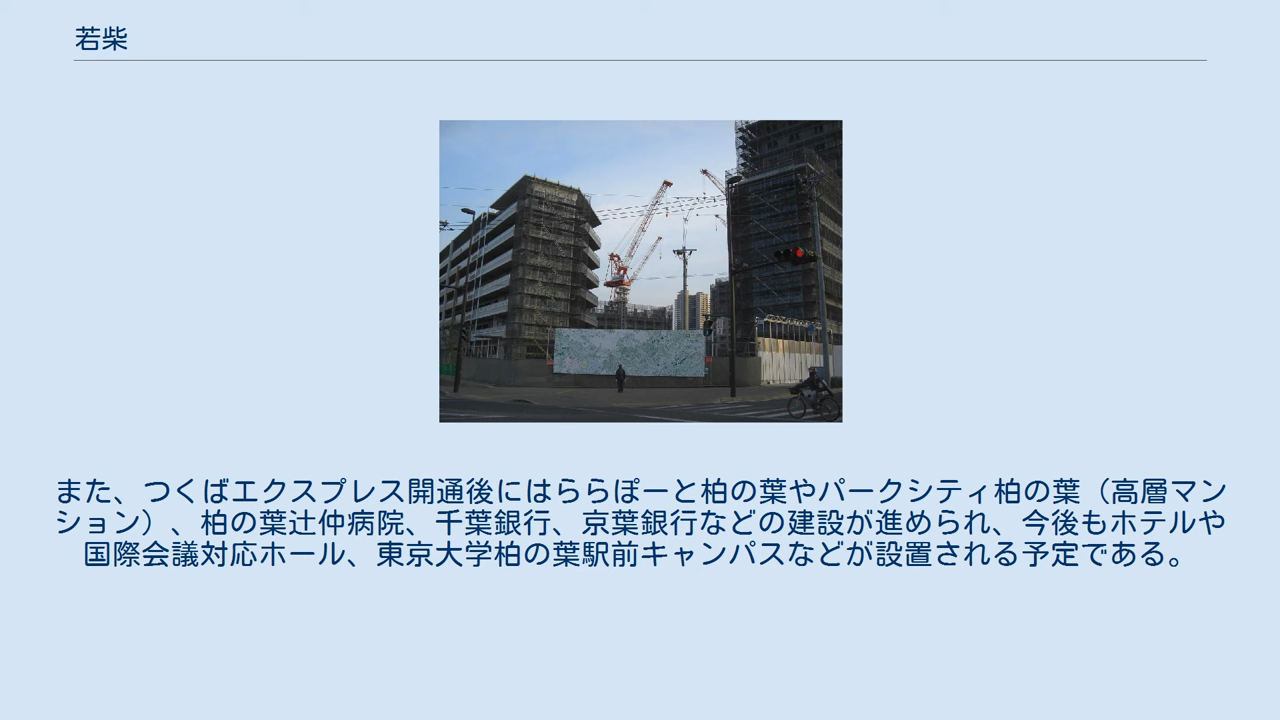 若柴
また、つくばエクスプレス開通後にはららぽーと柏の葉やパークシティ柏の葉（高層マン
ション）、柏の葉辻仲病院、千葉銀行、京葉銀行などの建設が進められ、今後もホテルや
国際会議対応ホール、東京大学柏の葉駅前キャンパスなどが設置される予定である。